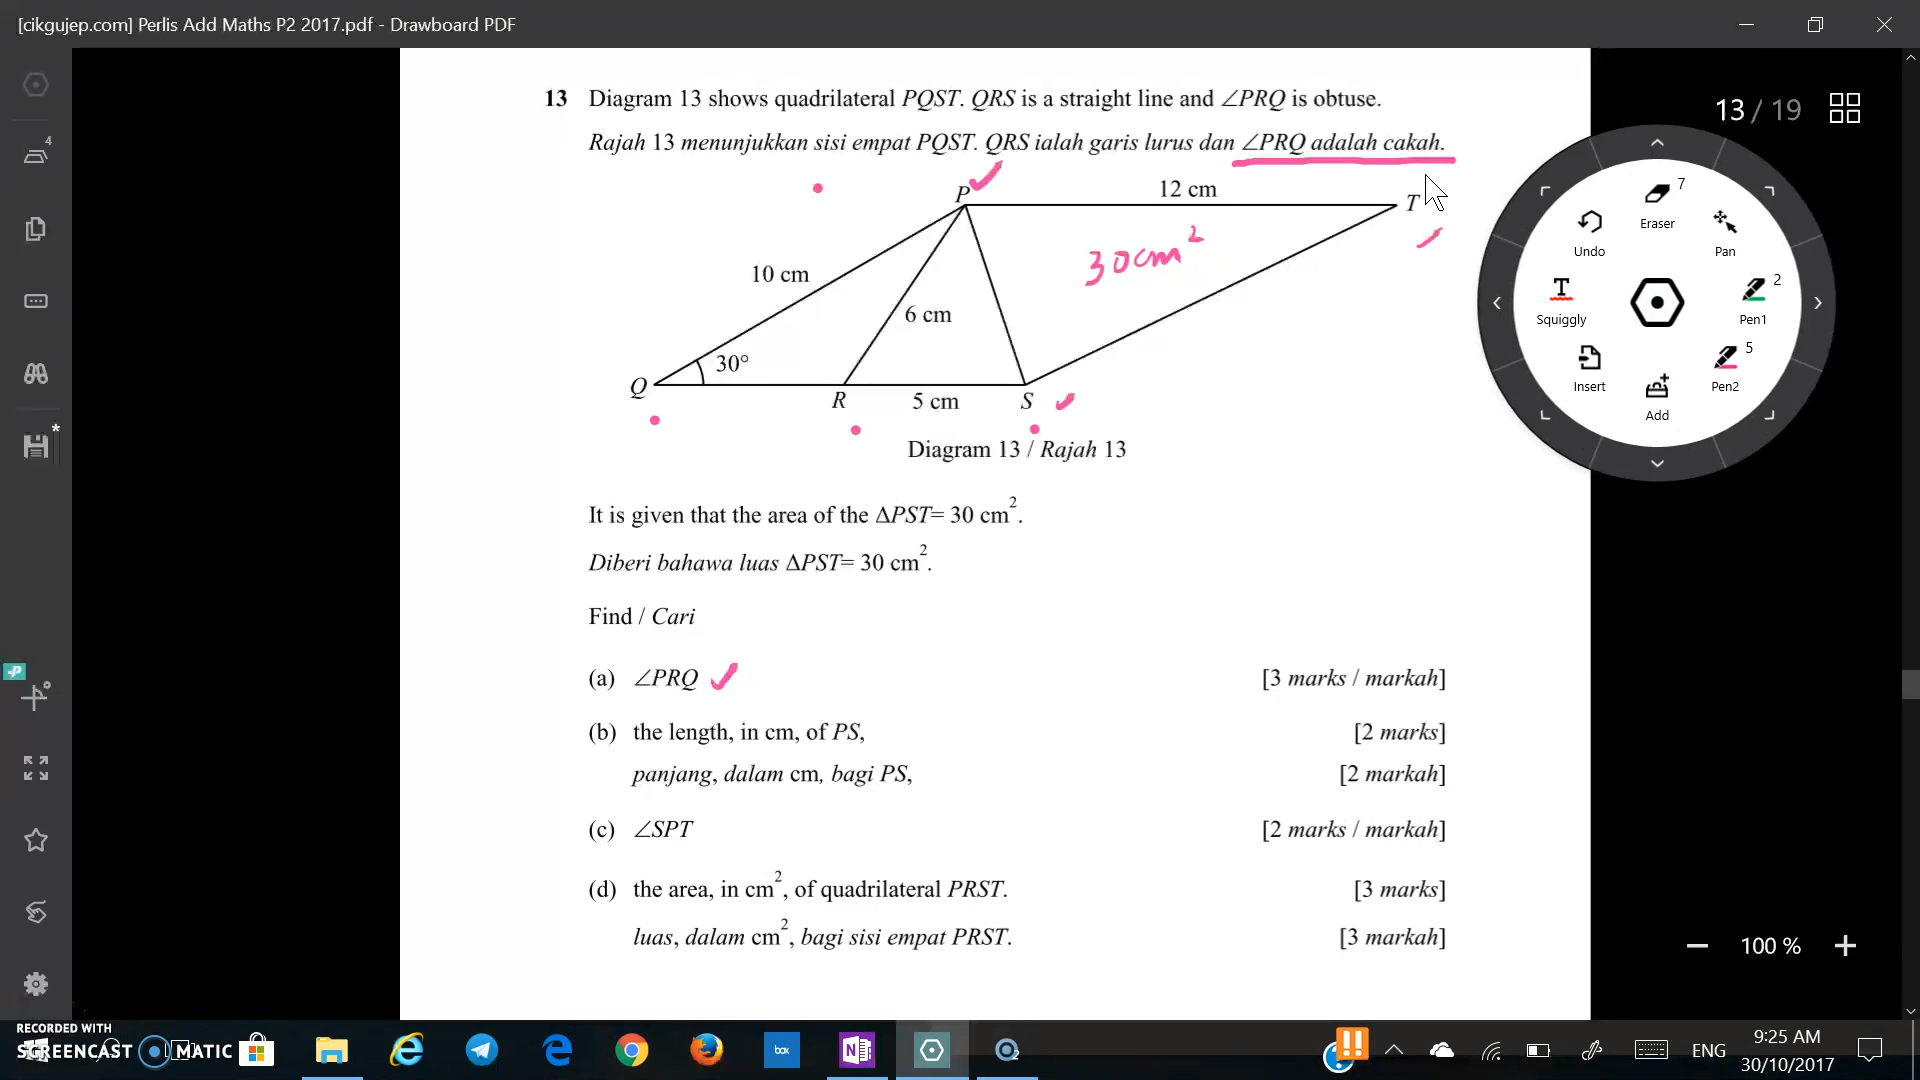 [cikgujep.com] Perlis Add Maths P2 2017.pdf - Drawboard PDF
13 Diagram 13 shows quadrilateral PQST. QRS is a straight line and ∠PRQ is obtuse.
Rajah 13 menunjukkan sisi empat PQST. QRS ialah garis lurus dan ∠PRQ adalah cakah.
P
12 cm
T
30cm²
10 cm
6 cm
30°
Q
R
5 cm
S
Diagram 13 / Rajah 13
It is given that the area of the ΔPST= 30 cm².
Diberi bahawa luas ΔPST= 30 cm².
Find / Cari
(a) ∠PRQ [3 marks / markah]
(b) the length, in cm, of PS, [2 marks]
panjang, dalam cm, bagi PS, [2 markah]
(c) ∠SPT [2 marks / markah]
(d) the area, in cm², of quadrilateral PRST. [3 marks]
luas, dalam cm², bagi sisi empat PRST. [3 markah]
13 / 19
7
Eraser
Undo
Pan
T
Squiggly
2
Pen1
Insert
5
Pen2
Add
4
100 %
RECORDED WITH
SCREENCAST MATIC
box
N
2
ENG
9:25 AM
30/10/2017